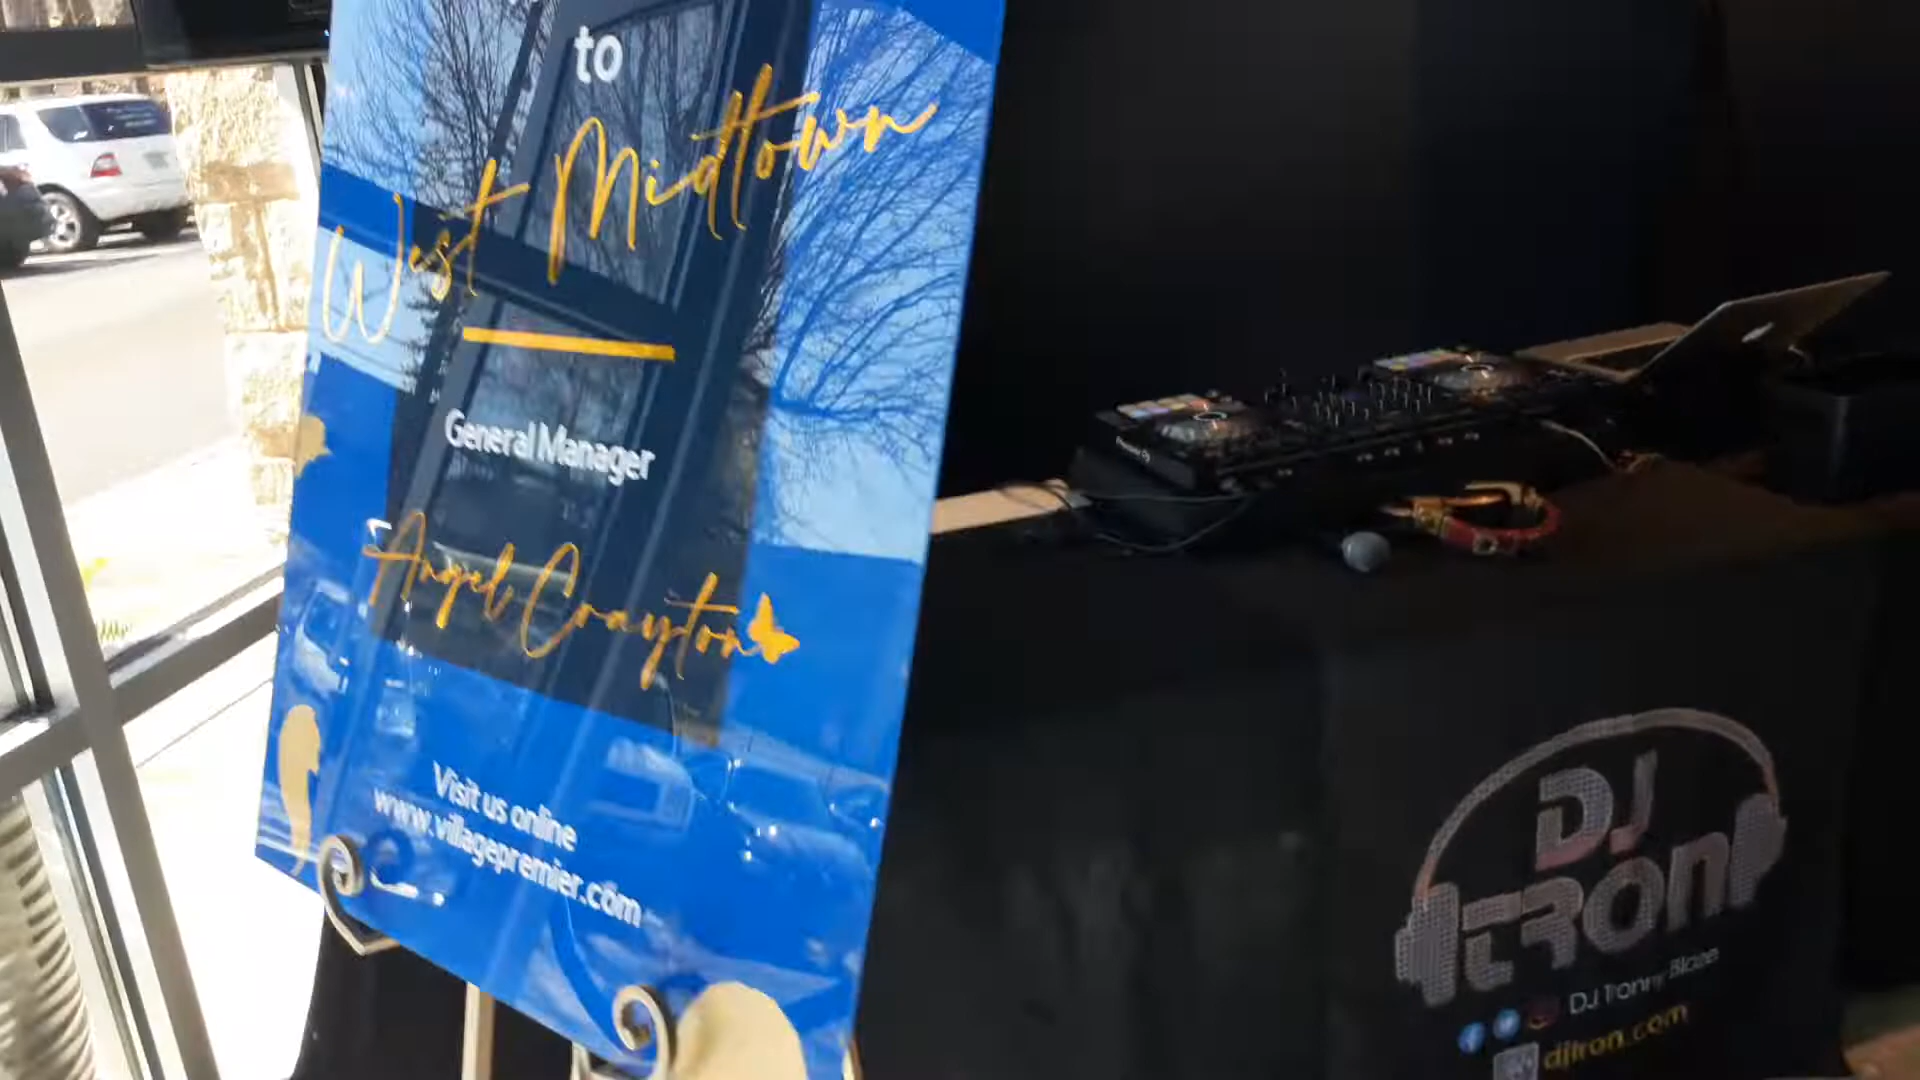 to
West Midtown
General Manager
Angel Crayton
Visit us online
www.villagepremier.com
DJ
TRON
DJ Tronny Blaze
djtron.com